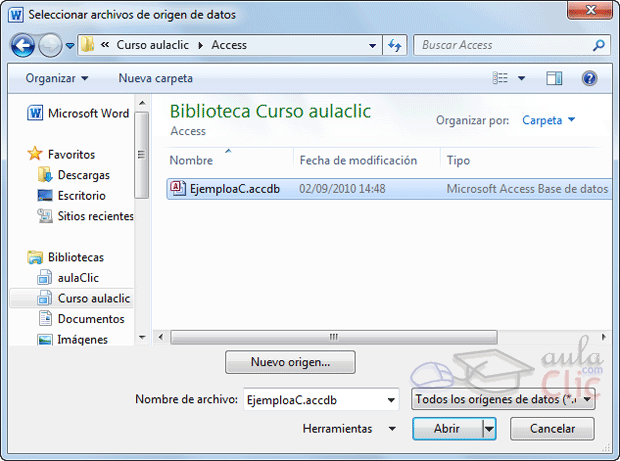 Seleccionar archivos de origen de datos
« Curso aulaclic Access
Buscar Access
Organizar Nueva carpeta
Microsoft Word
Favoritos
Descargas
Escritorio
Sitios recientes
Bibliotecas
aulaClic
Curso aulaclic
Documentos
Imágenes
Biblioteca Curso aulaclic
Access
Organizar por: Carpeta
Nombre Fecha de modificación Tipo
EjemploaC.accdb 02/09/2010 14:48 Microsoft Access Base de datos
Nuevo origen...
aula
.com
Clic
Nombre de archivo: EjemploaC.accdb Todos los orígenes de datos (*.
Herramientas Abrir Cancelar